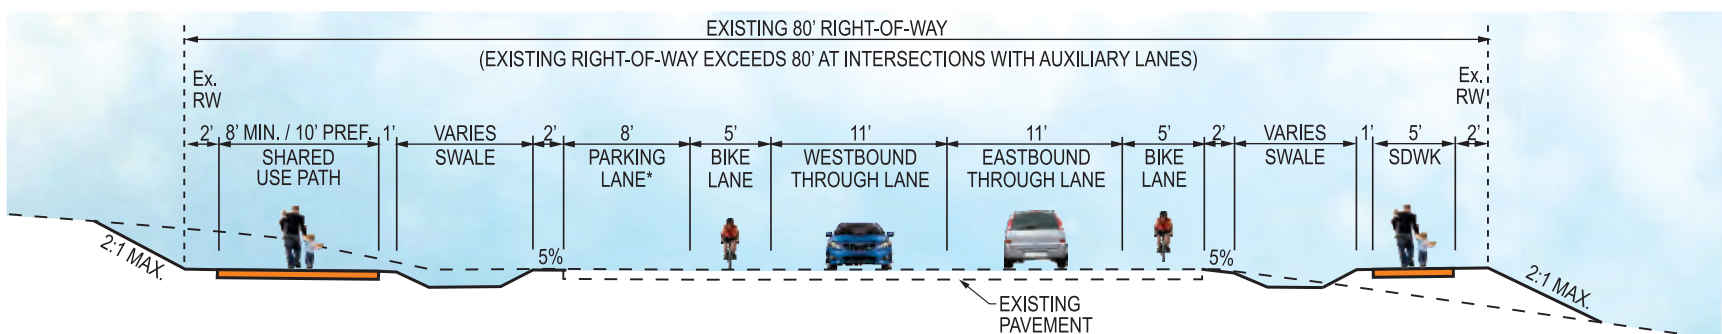 EXISTING 80’ RIGHT-OF-WAY
(EXISTING RIGHT-OF-WAY EXCEEDS 80’ AT INTERSECTIONS WITH AUXILIARY LANES)
Ex.
RW
Ex.
RW
2’
8’ MIN. / 10’ PREF.
SHARED
USE PATH
1’
VARIES
SWALE
2’
8’
PARKING
LANE*
5’
BIKE
LANE
11’
WESTBOUND
THROUGH LANE
11’
EASTBOUND
THROUGH LANE
5’
BIKE
LANE
2’
VARIES
SWALE
1’
5’
SDWK
2’
2:1 MAX.
5%
5%
2:1 MAX.
EXISTING
PAVEMENT